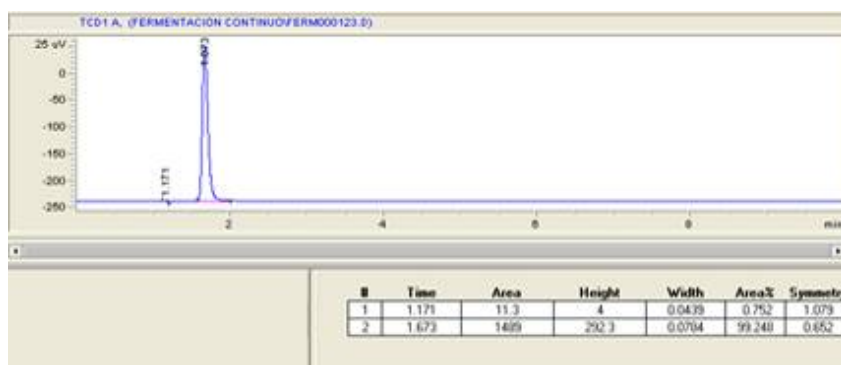 TCD1 A, (FERMENTACIÓN CONTINUO\FERM000123.D)
25 uV
0
-50
-100
-150
-200
-250
1.171
1.673
2 4 6 8 min
# Time Area Height Width Area% Symmetr
1 1.171 11.3 4 0.0439 0.752 1.079
2 1.673 1489 292.3 0.0784 99.248 0.652